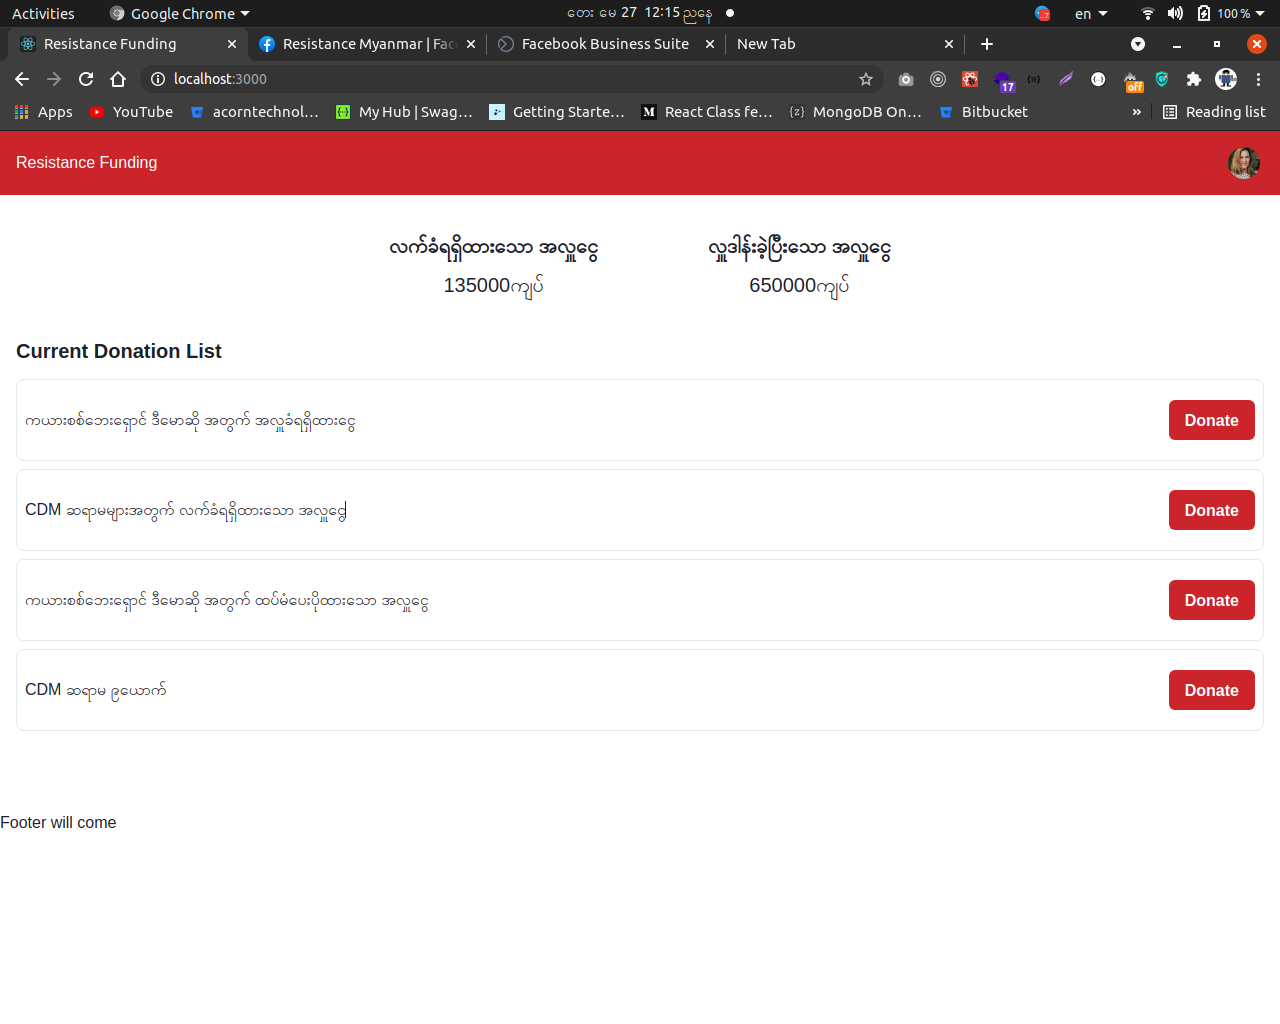 Activities Google Chrome တေး မေ 27 12:15 ညနေ en 100 %
Resistance Funding Resistance Myanmar | Fac Facebook Business Suite New Tab
localhost:3000 17 off
Apps YouTube acorntechnol... My Hub | Swag... Getting Starte... React Class fe... MongoDB On... Bitbucket » Reading list
Resistance Funding
လက်ခံရရှိထားသော အလှူငွေ လှူဒါန်းခဲ့ပြီးသော အလှူငွေ
135000ကျပ် 650000ကျပ်
Current Donation List
ကယားစစ်ဘေးရှောင် ဒီမောဆို အတွက် အလှူခံရရှိထားငွေ Donate
CDM ဆရာမများအတွက် လက်ခံရရှိထားသော အလှူငွေ Donate
ကယားစစ်ဘေးရှောင် ဒီမောဆို အတွက် ထပ်မံပေးပို့ထားသော အလှူငွေ Donate
CDM ဆရာမ ၉ယောက် Donate
Footer will come